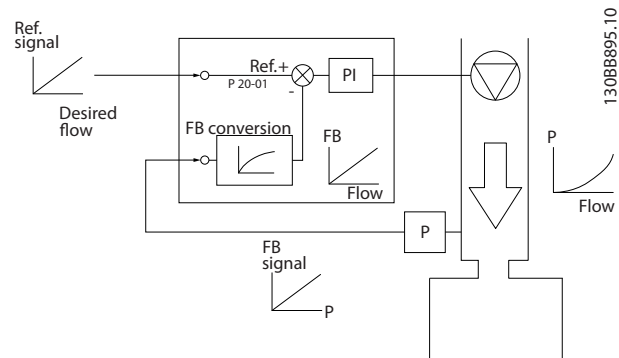 Ref.
signal
Desired
flow
Ref.+
P 20-01
-
PI
FB conversion
FB
Flow
P
FB
signal
P
P
Flow
130BB895.10